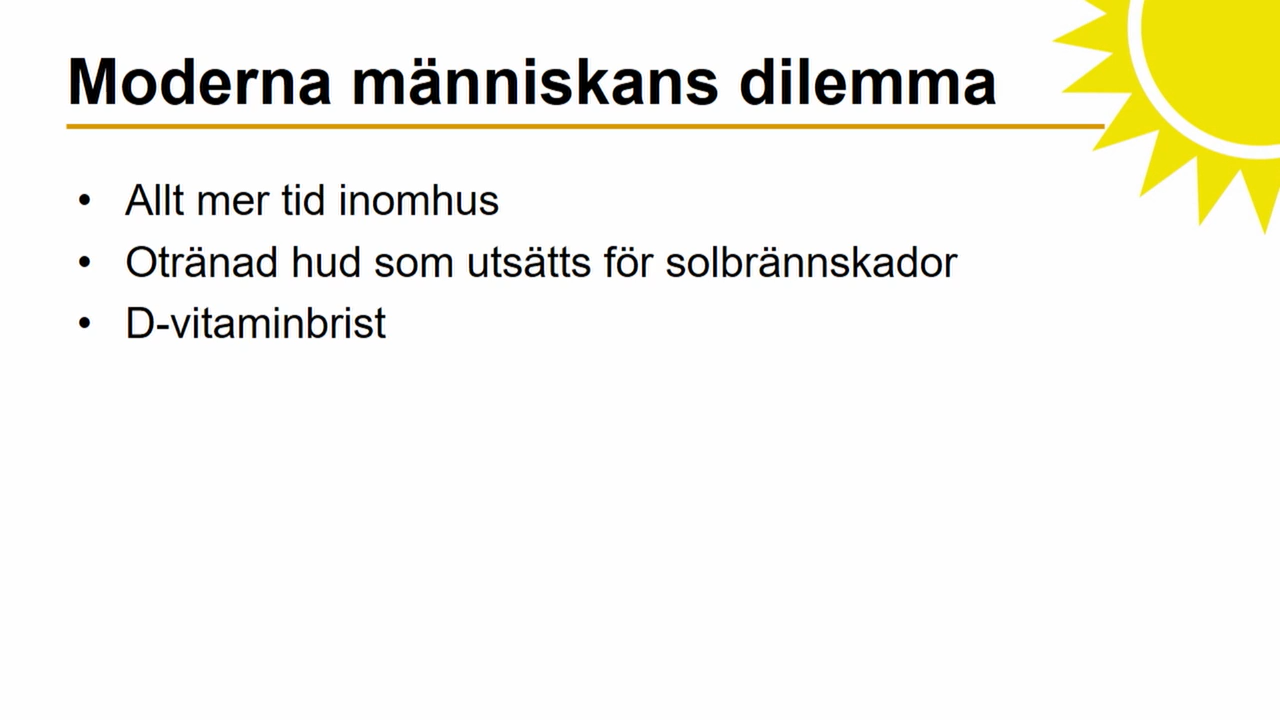 Moderna människans dilemma
• Allt mer tid inomhus
• Otränad hud som utsätts för solbrännskador
• D-vitaminbrist